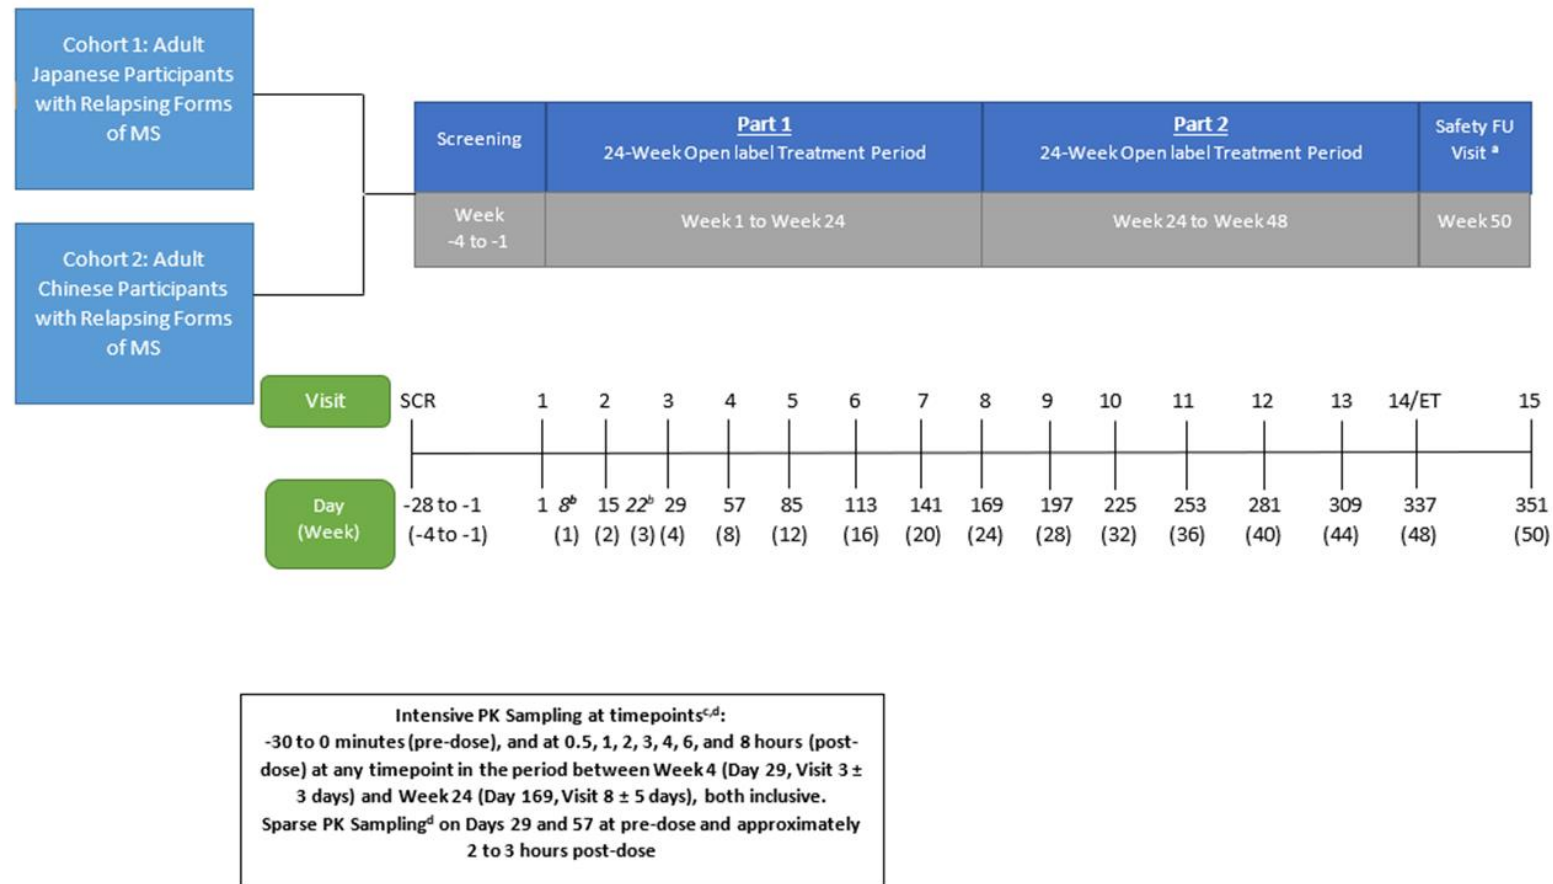 Cohort 1: Adult
Japanese Participants
with Relapsing Forms
of MS
Cohort 2: Adult
Chinese Participants
with Relapsing Forms
of MS
Screening
Part 1
24-Week Open label Treatment Period
Part 2
24-Week Open label Treatment Period
Safety FU
Visit a
Week
-4 to -1
Week 1 to Week 24
Week 24 to Week 48
Week 50
Visit
SCR 1 2 3 4 5 6 7 8 9 10 11 12 13 14/ET 15
Day
(Week)
-28 to -1 1 8b 15 22b 29 57 85 113 141 169 197 225 253 281 309 337 351
(-4 to -1) (1) (2) (3) (4) (8) (12) (16) (20) (24) (28) (32) (36) (40) (44) (48) (50)
Intensive PK Sampling at timepointsc,d:
-30 to 0 minutes (pre-dose), and at 0.5, 1, 2, 3, 4, 6, and 8 hours (post-
dose) at any timepoint in the period between Week 4 (Day 29, Visit 3 ±
3 days) and Week 24 (Day 169, Visit 8 ± 5 days), both inclusive.
Sparse PK Samplingd on Days 29 and 57 at pre-dose and approximately
2 to 3 hours post-dose